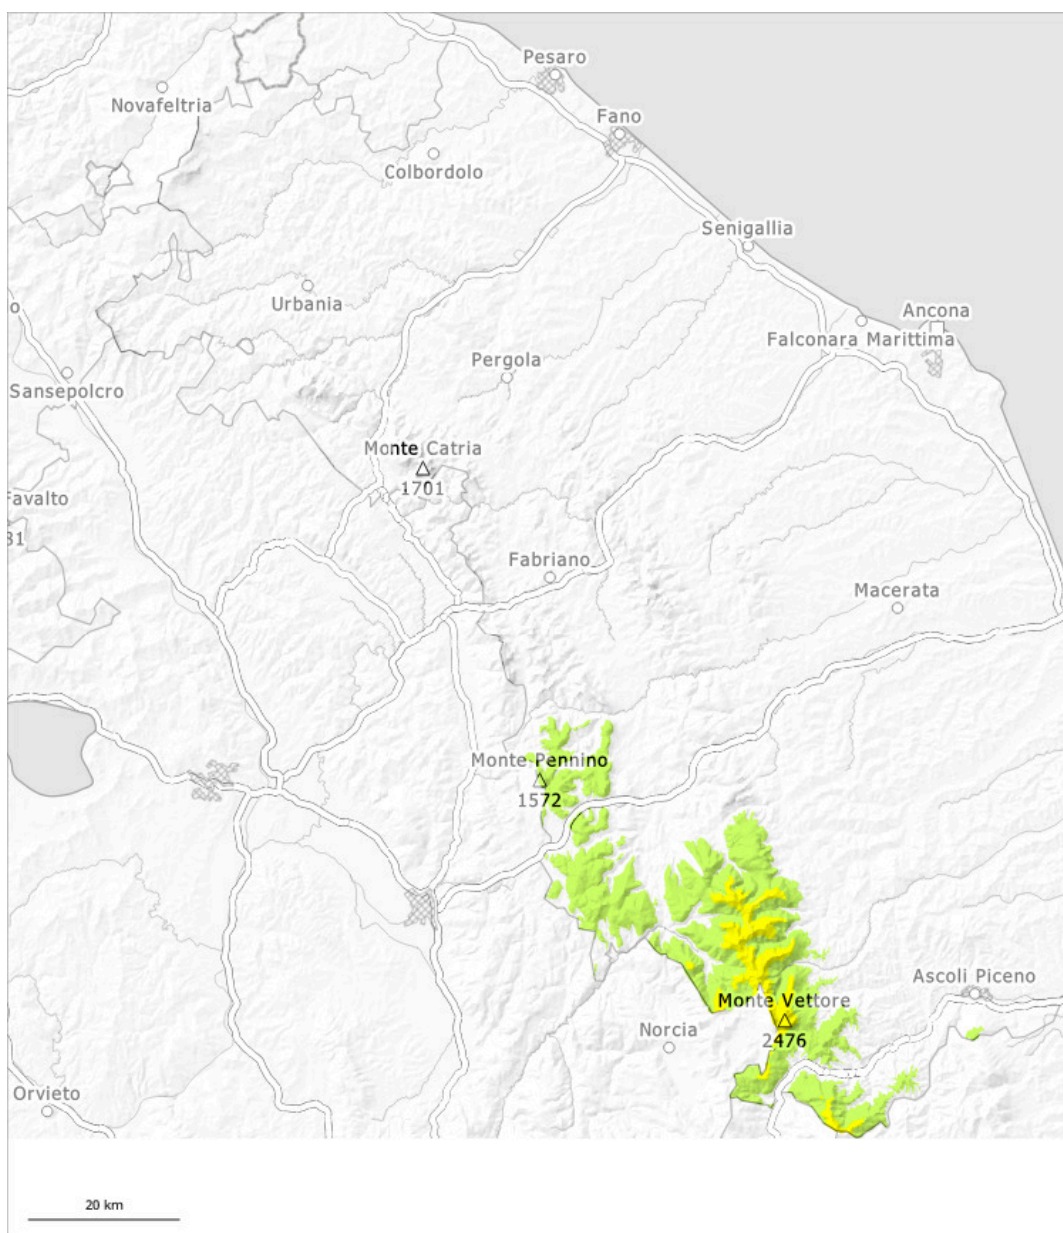 Pesaro
Novafeltria
Fano
Colbordolo
Senigallia
Urbania
Ancona
o
Falconara Marittima
Pergola
Sansepolcro
Monte Catria
1701
Favalto
31
Fabriano
Macerata
Monte Pennino
1572
Ascoli Piceno
Monte Vettore
Norcia
2476
Orvieto
20 km